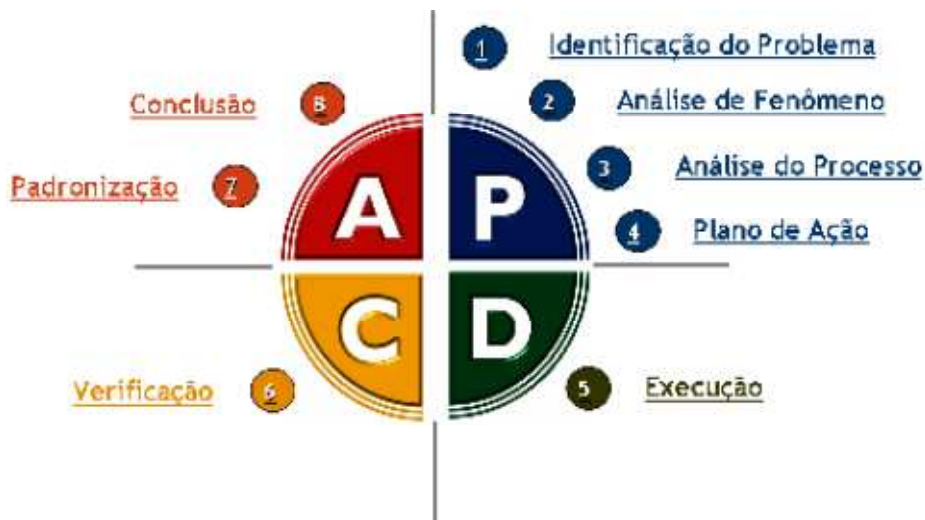 1 Identificação do Problema
2 Análise de Fenômeno
3 Análise do Processo
4 Plano de Ação
5 Execução
6 Verificação
7 Padronização
8 Conclusão
A P
C D